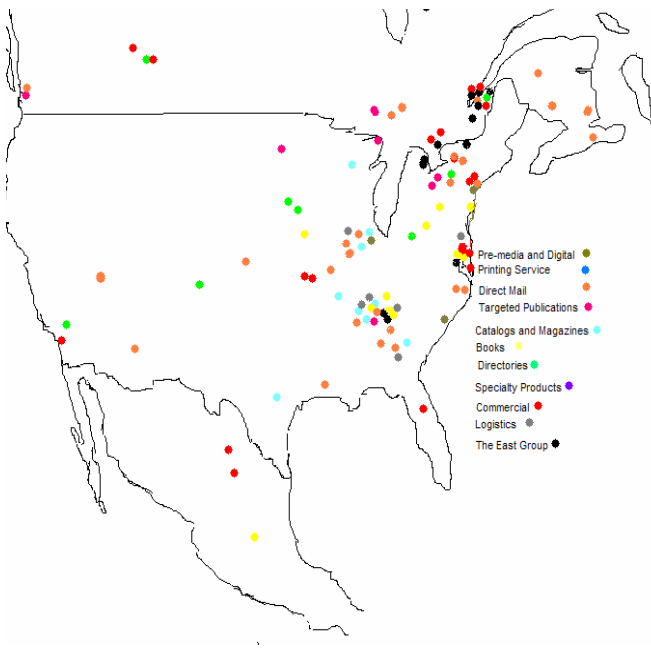 Pre-media and Digital
Printing Service
Direct Mail
Targeted Publications
Catalogs and Magazines
Books
Directories
Specialty Products
Commercial
Logistics
The East Group